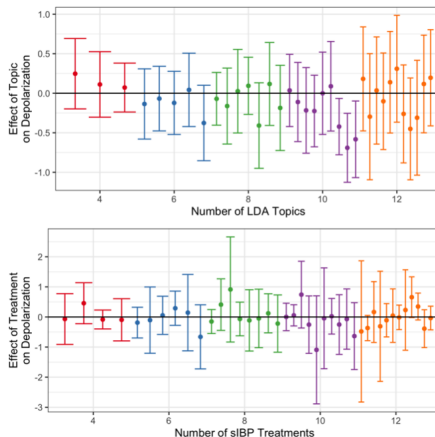 Effect of Topic
on Depolarization
1.0
0.5
0.0
-0.5
-1.0
4 6 8 10 12
Number of LDA Topics
Effect of Treatment
on Depolarization
2
1
0
-1
-2
-3
4 6 8 10 12
Number of sIBP Treatments